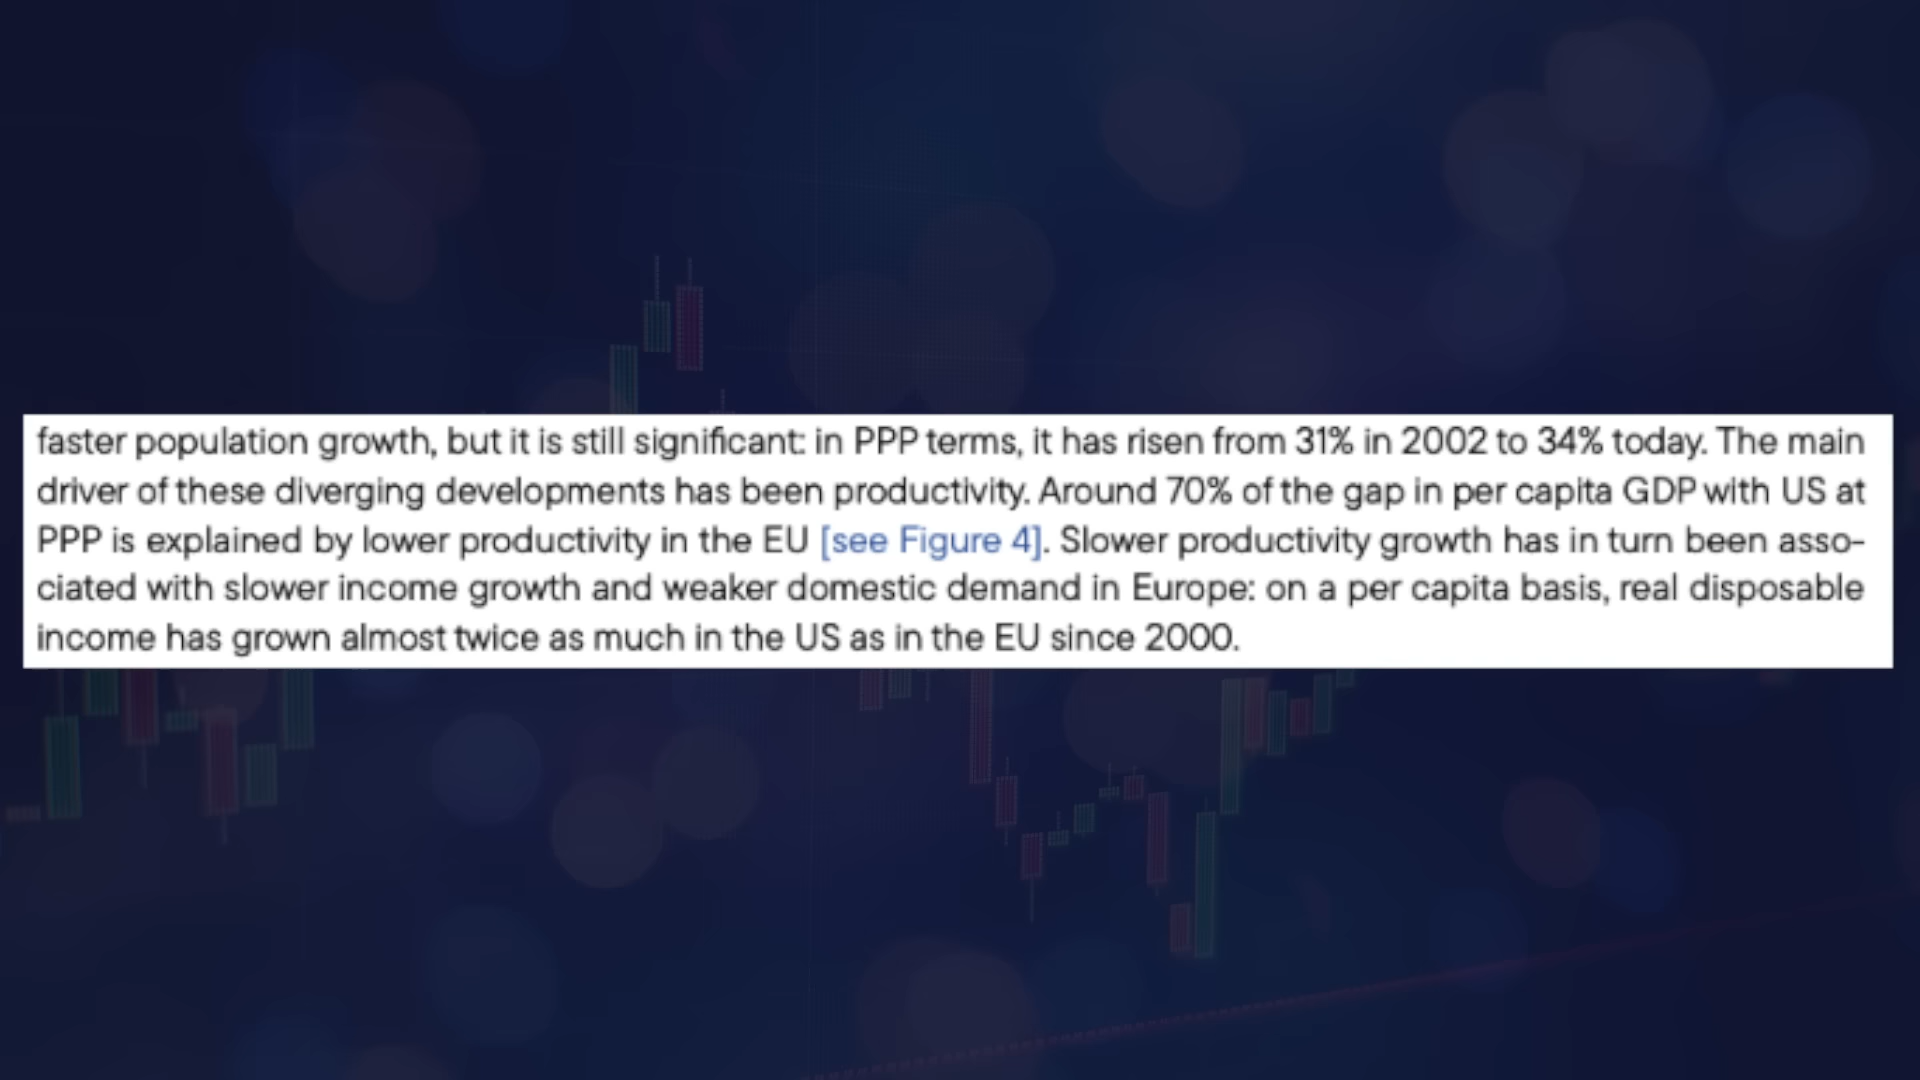 faster population growth, but it is still significant: in PPP terms, it has risen from 31% in 2002 to 34% today. The main
driver of these diverging developments has been productivity. Around 70% of the gap in per capita GDP with US at
PPP is explained by lower productivity in the EU [see Figure 4]. Slower productivity growth has in turn been asso-
ciated with slower income growth and weaker domestic demand in Europe: on a per capita basis, real disposable
income has grown almost twice as much in the US as in the EU since 2000.